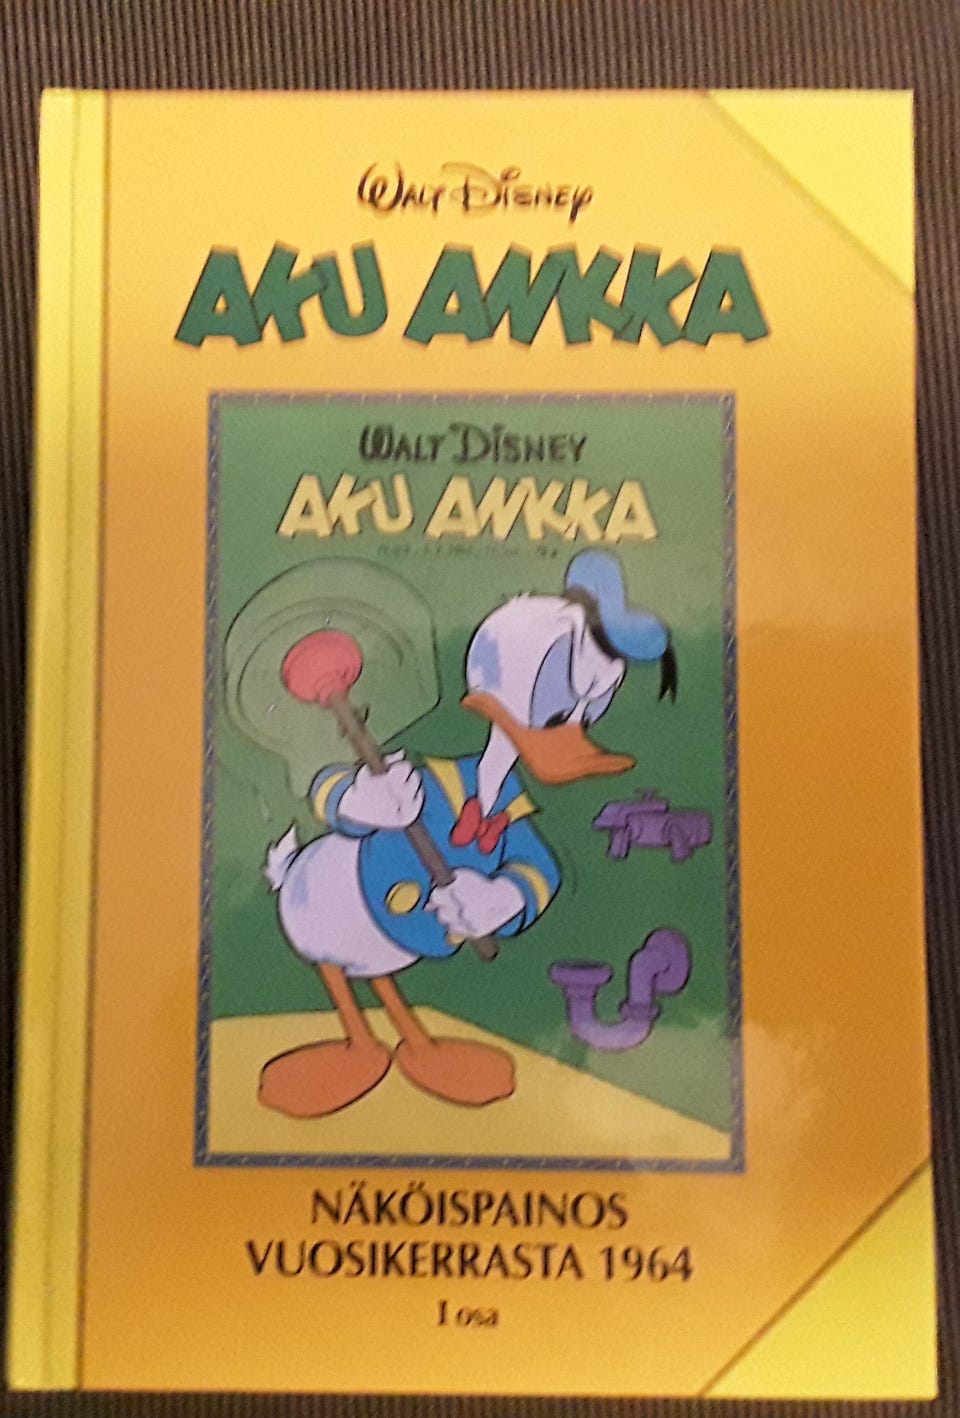 WALT DISNEY
AKU ANKKA
WALT DISNEY
AKU ANKKA
NÄKÖISPAINOS
VUOSIKERRASTA 1964
I osa